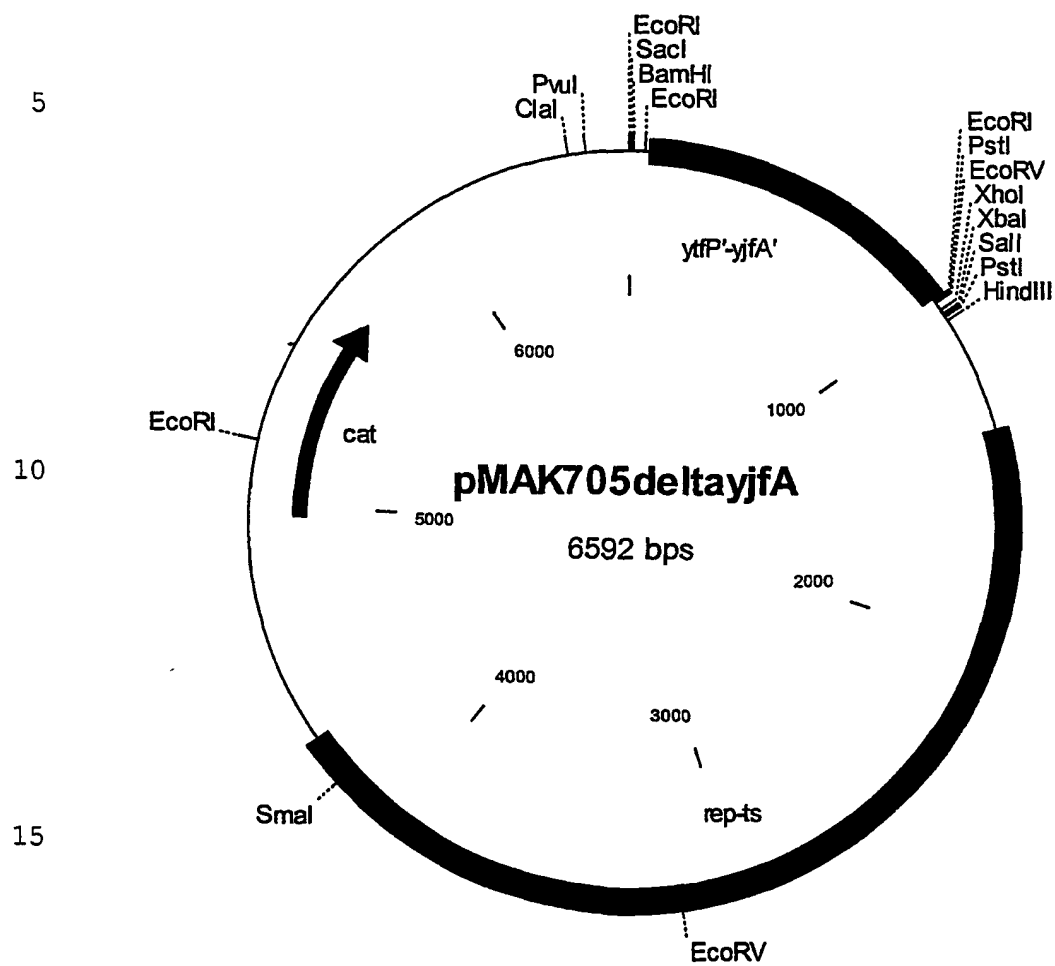 EcoRI
SacI
BamHI
EcoRI
PvuI
ClaI
5
EcoRI
PstI
EcoRV
XhoI
XbaI
SalI
PstI
HindIII
ytfP'-yjfA'
6000
1000
EcoRI
cat
10
pMAK705deltayjfA
5000
6592 bps
2000
4000
3000
SmaI
rep-ts
15
EcoRV